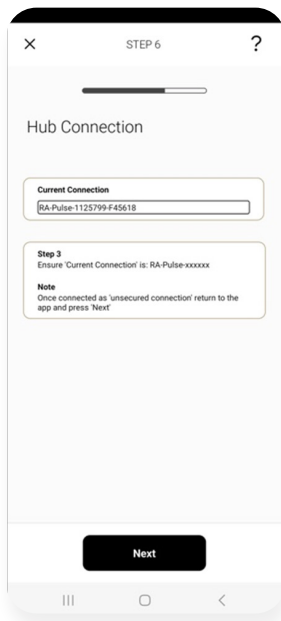 STEP 6
?
Hub Connection
Current Connection
RA-Pulse-1125799-F45618
Step 3
Ensure 'Current Connection' is: RA-Pulse-xxxxxx
Note
Once connected as 'unsecured connection' return to the
app and press 'Next'
Next